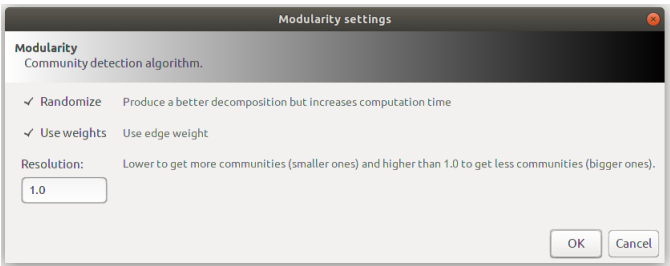 Modularity settings
Modularity
Community detection algorithm.
Randomize Produce a better decomposition but increases computation time
Use weights Use edge weight
Resolution: Lower to get more communities (smaller ones) and higher than 1.0 to get less communities (bigger ones).
1.0
OK Cancel